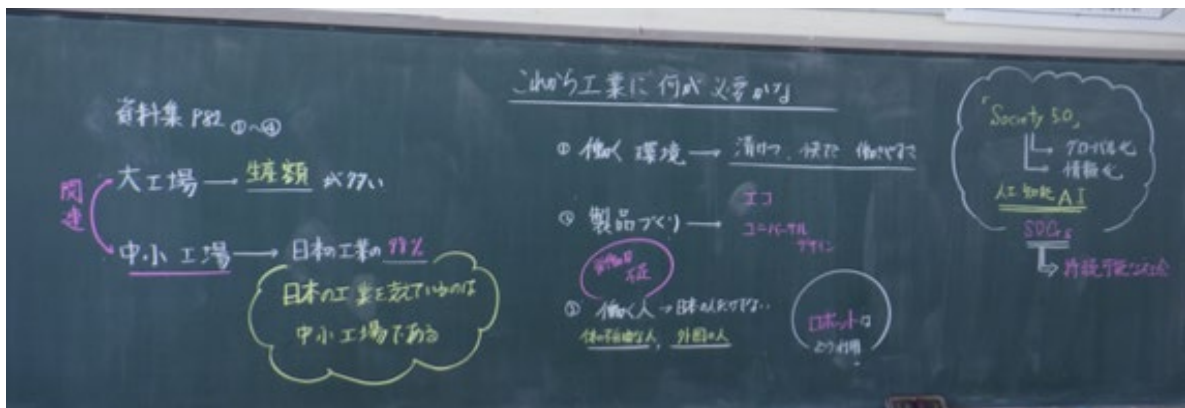 資料集 P82 ①〜④
大工場 → 生産額 が多い
関連
中小工場 → 日本の工業の 99%
日本の工業を支えているのは
中小工場である
これから工業に何が必要かな
① 働く環境 → 清けつ、快てき 働きやすさ
② 製品づくり → エコ
ユニバーサル
デザイン
不足
③ 働く人 → 日本の人だけでない
体の不自由な人、外国の人
ロボットは
「Society 5.0」
グローバル化
情報化
人工知能 AI
SDGs
持続可能な社会